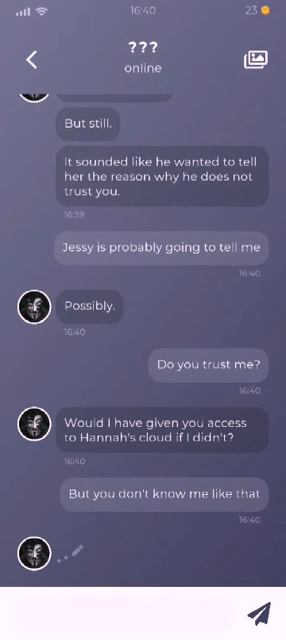 16:40
23
???
online
But still.
It sounded like he wanted to tell
her the reason why he does not
trust you.
16:39
Jessy is probably going to tell me
16:40
Possibly.
16:40
Do you trust me?
16:40
Would I have given you access
to Hannah's cloud if I didn't?
16:40
But you don't know me like that
16:40